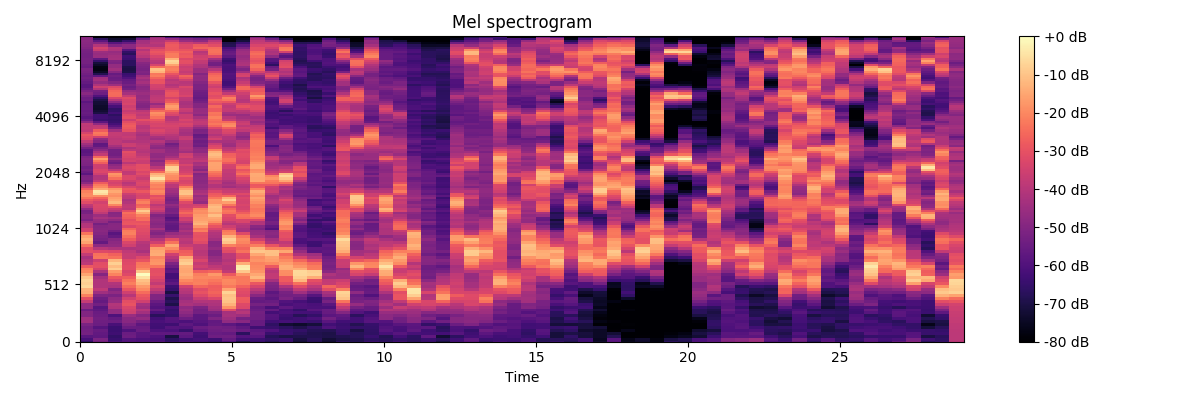 Mel spectrogram
8192
4096
2048
1024
512
0
Hz
0 5 10 15 20 25
Time
+0 dB
-10 dB
-20 dB
-30 dB
-40 dB
-50 dB
-60 dB
-70 dB
-80 dB